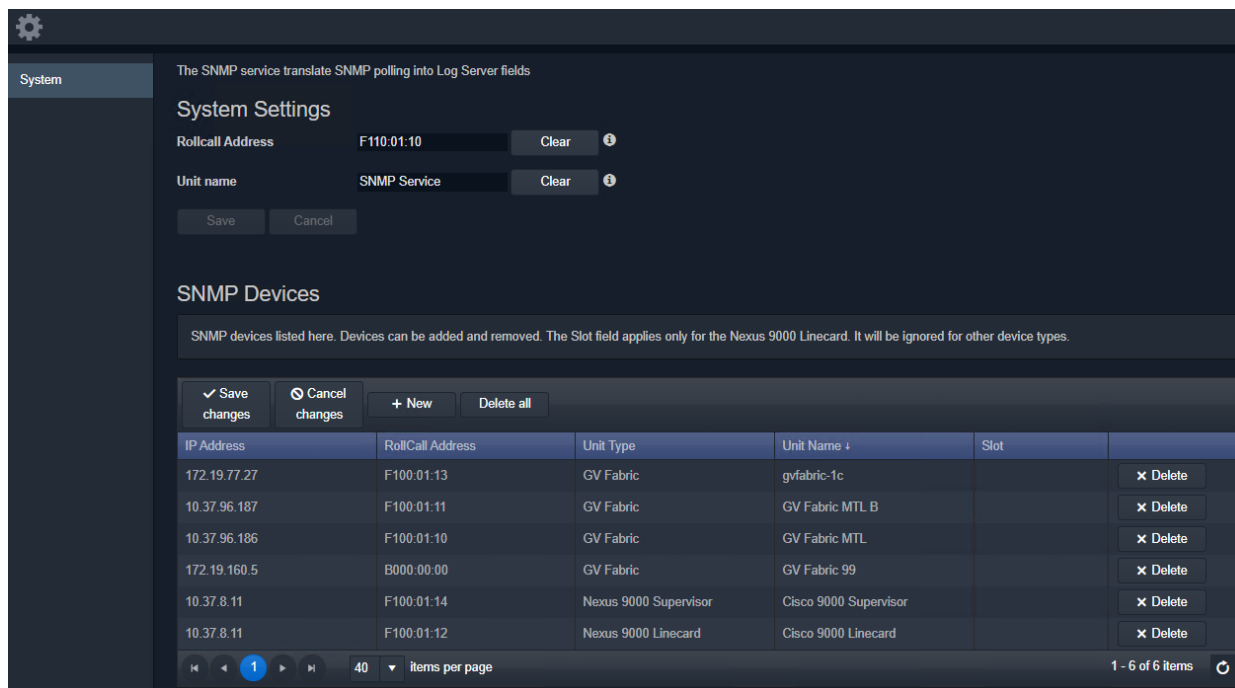 System
The SNMP service translate SNMP polling into Log Server fields
System Settings
Rollcall Address F110:01:10 Clear
Unit name SNMP Service Clear
Save Cancel
SNMP Devices
SNMP devices listed here. Devices can be added and removed. The Slot field applies only for the Nexus 9000 Linecard. It will be ignored for other device types.
Save changes Cancel changes + New Delete all
IP Address RollCall Address Unit Type Unit Name ↓ Slot
172.19.77.27 F100:01:13 GV Fabric gvfabric-1c Delete
10.37.96.187 F100:01:11 GV Fabric GV Fabric MTL B Delete
10.37.96.186 F100:01:10 GV Fabric GV Fabric MTL Delete
172.19.160.5 B000:00:00 GV Fabric GV Fabric 99 Delete
10.37.8.11 F100:01:14 Nexus 9000 Supervisor Cisco 9000 Supervisor Delete
10.37.8.11 F100:01:12 Nexus 9000 Linecard Cisco 9000 Linecard Delete
1 40 items per page 1 - 6 of 6 items